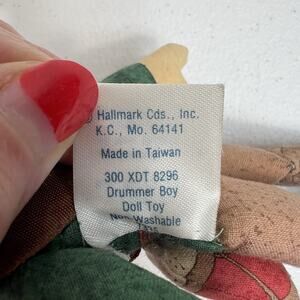 © Hallmark Cds., Inc.
K.C., Mo. 64141
Made in Taiwan
300 XDT 8296
Drummer Boy
Doll Toy
Non-Washable